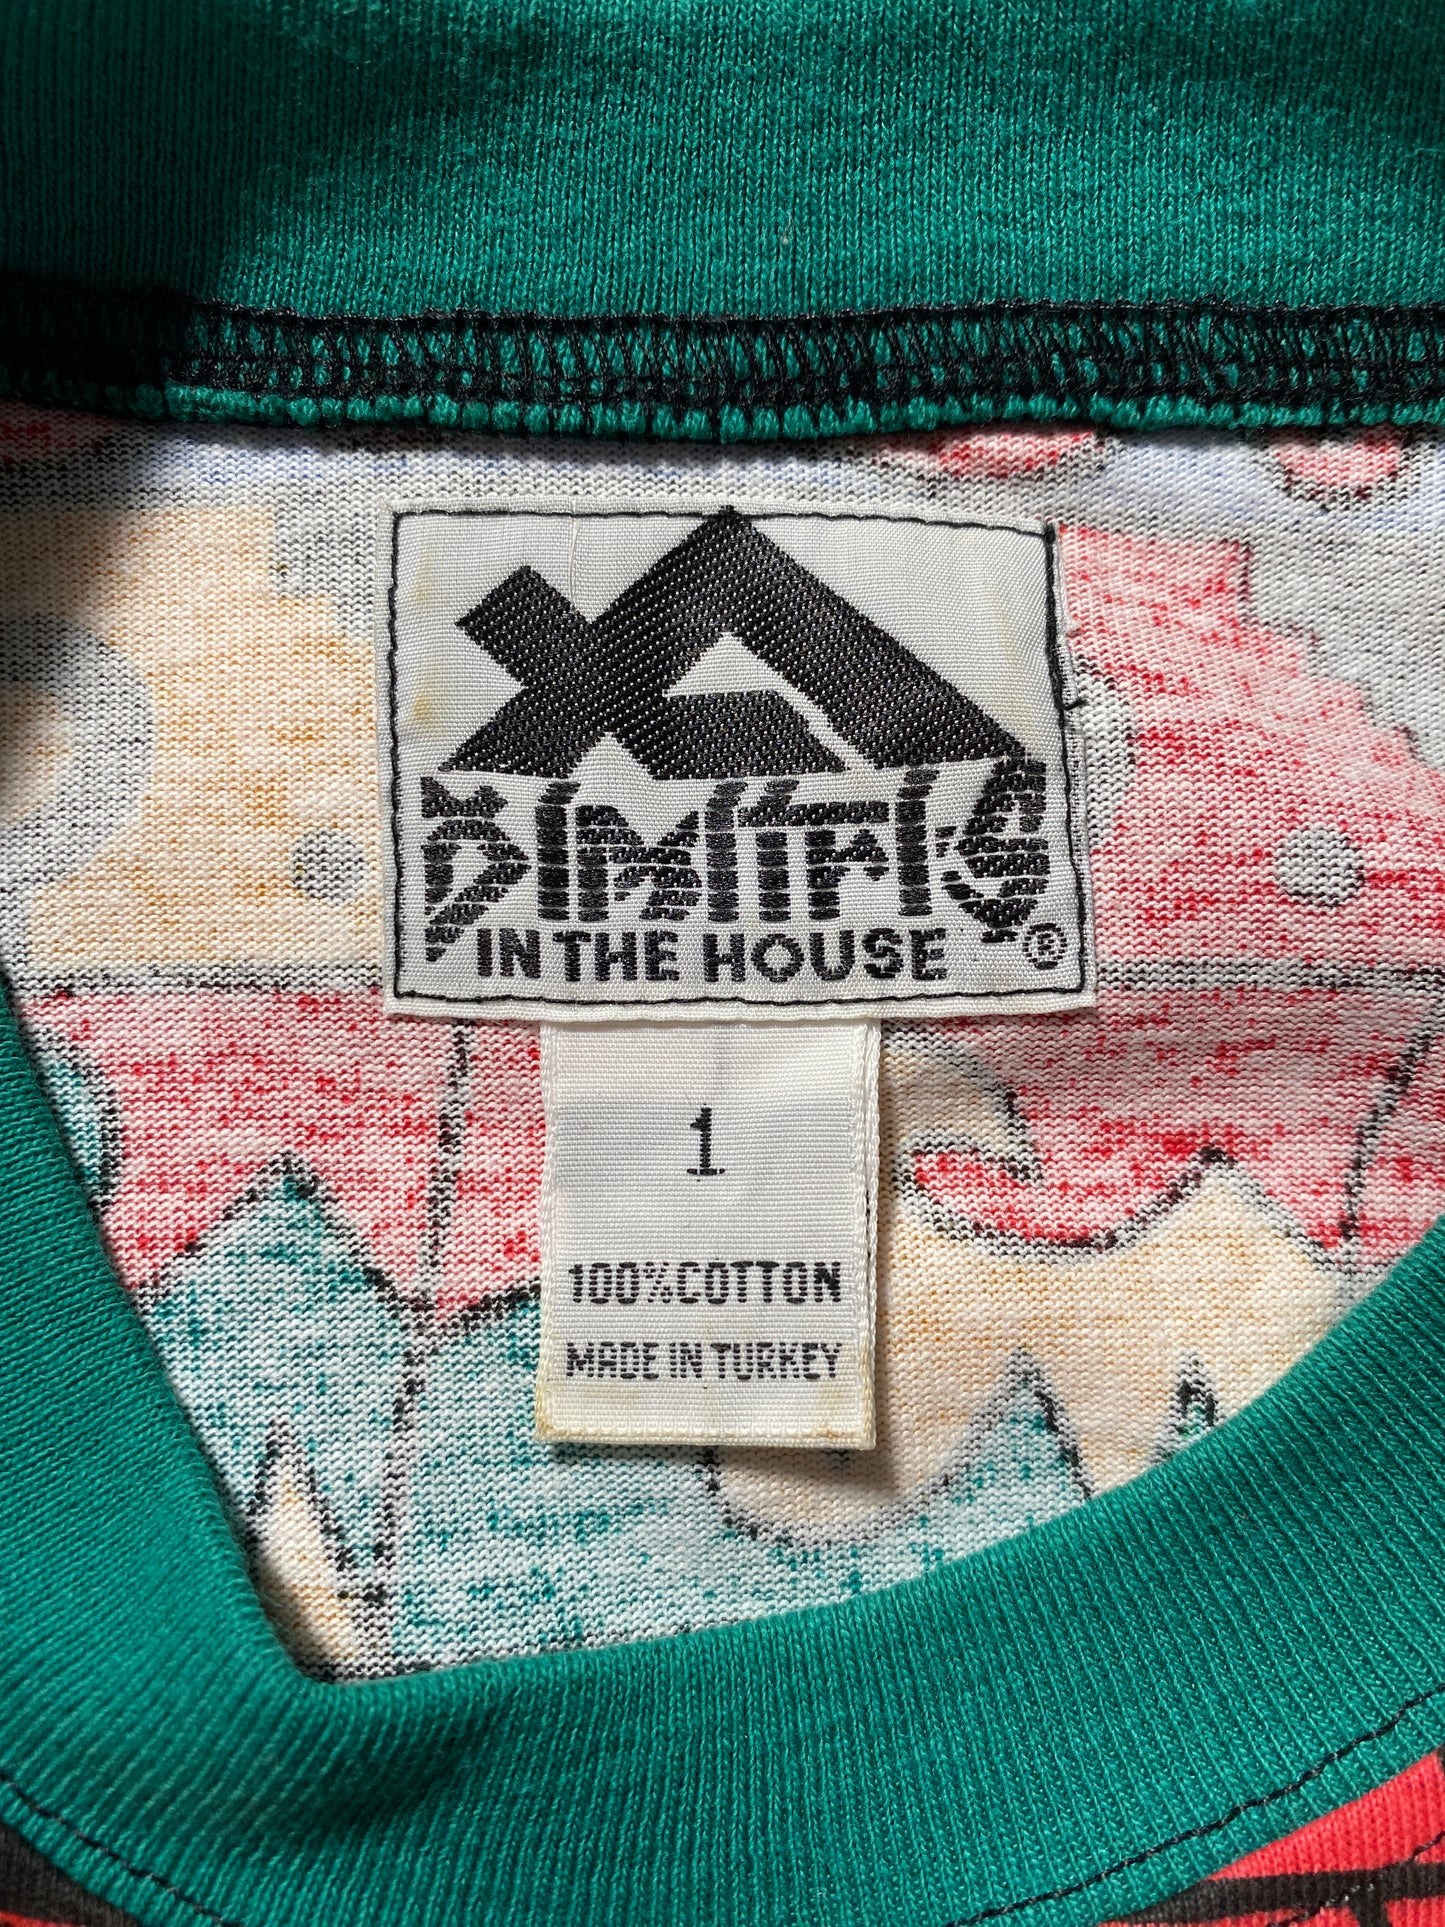 DIMITRIS
IN THE HOUSE ®
1
100% COTTON
MADE IN TURKEY